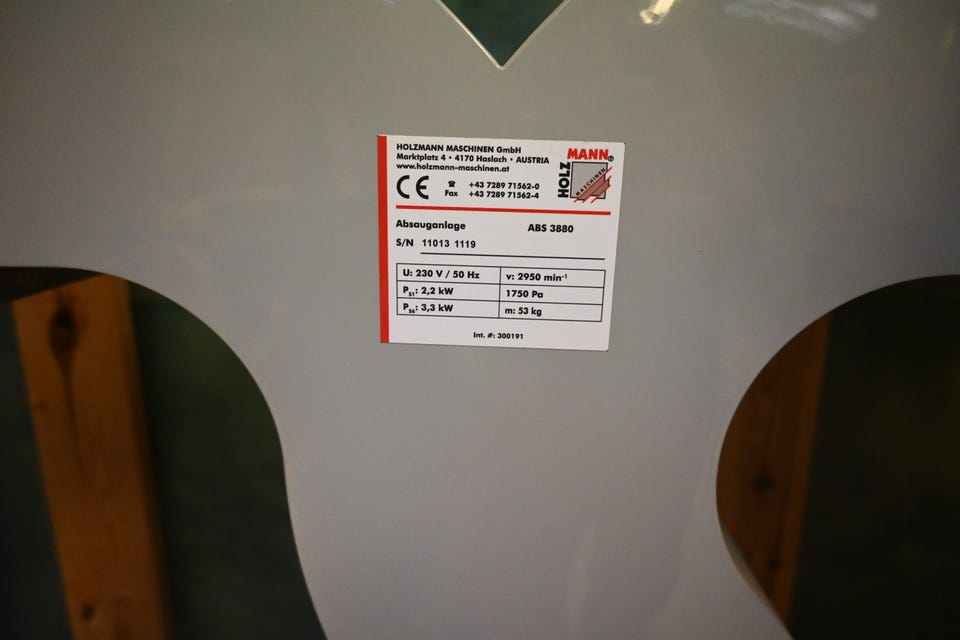 HOLZMANN MASCHINEN GmbH
Marktplatz 4 • 4170 Haslach • AUSTRIA
www.holzmann-maschinen.at
CE ☎ +43 7289 71562-0
Fax +43 7289 71562-4
HOLZ MANN®
MASCHINEN
Absauganlage ABS 3880
S/N 11013 1119
U: 230 V / 50 Hz v: 2950 min⁻¹
PS1: 2,2 kW 1750 Pa
PS6: 3,3 kW m: 53 kg
Int. #: 300191